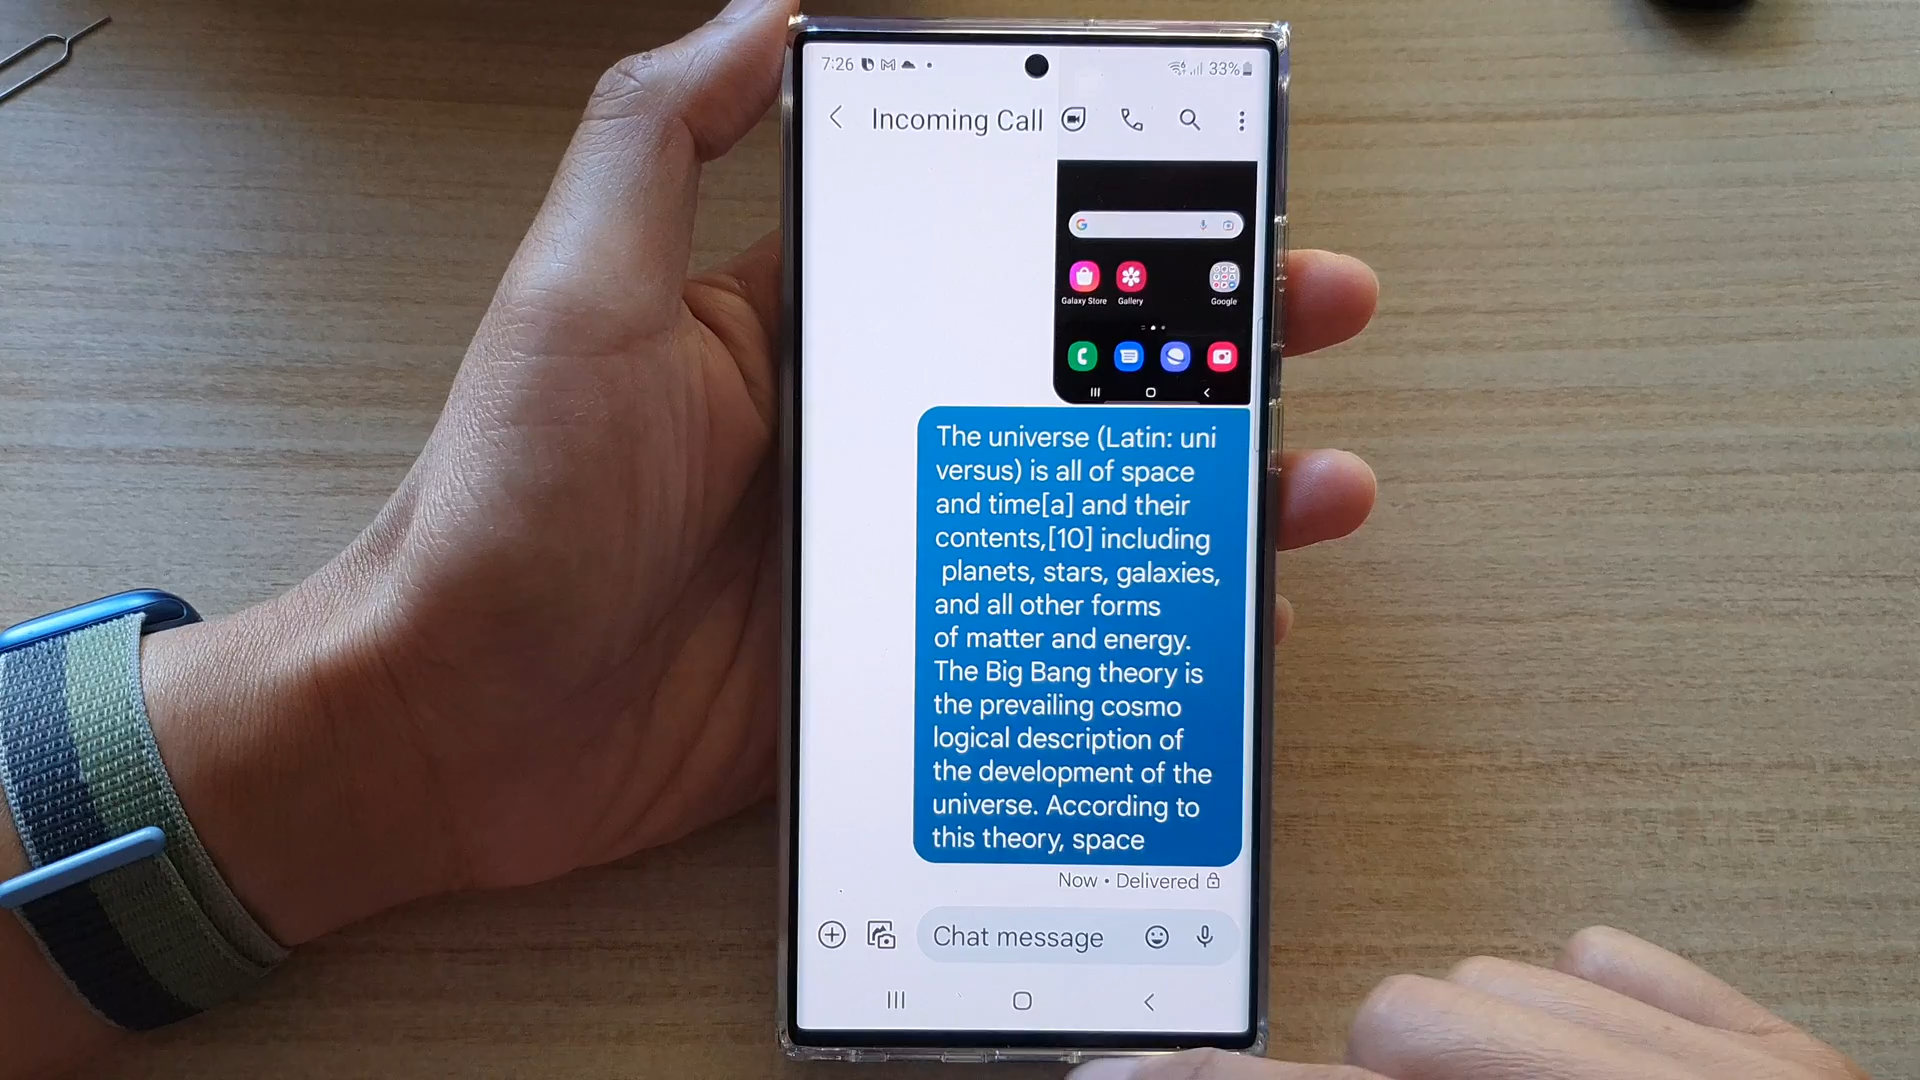 7:26
33%
Incoming Call
Galaxy Store
Gallery
Google
The universe (Latin: uni
versus) is all of space
and time[a] and their
contents,[10] including
planets, stars, galaxies,
and all other forms
of matter and energy.
The Big Bang theory is
the prevailing cosmo
logical description of
the development of the
universe. According to
this theory, space
Now • Delivered
Chat message